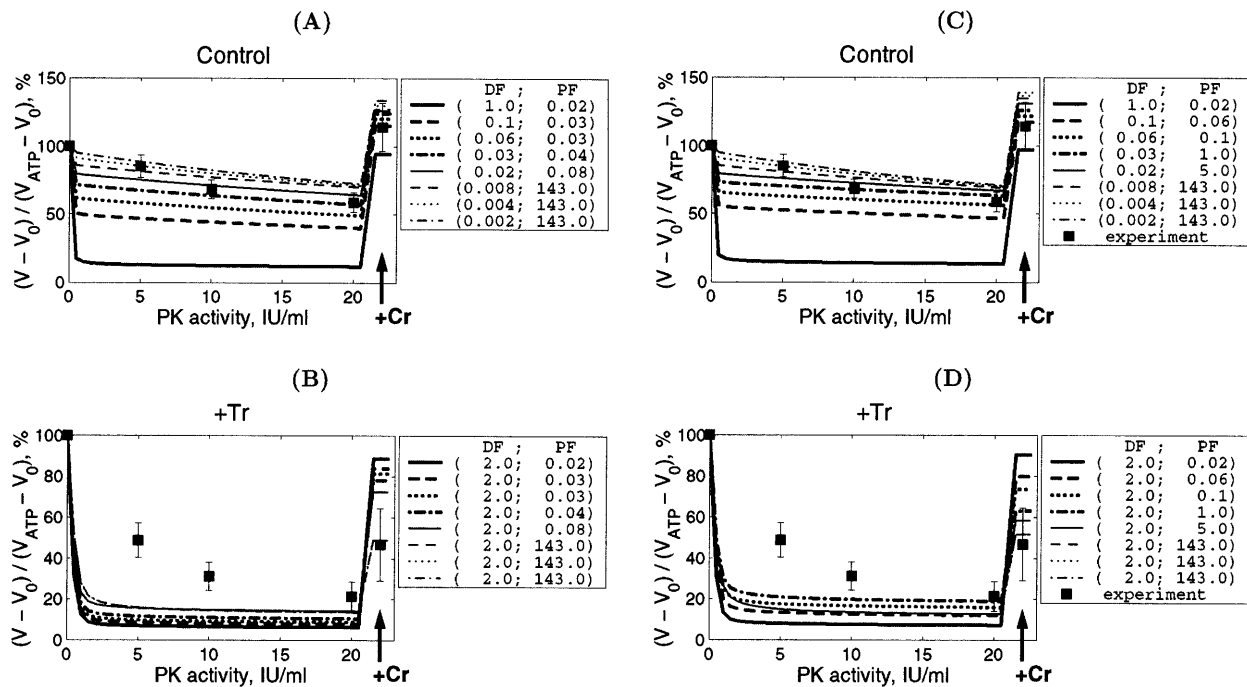 (A)
Control
(V − V0) / (VATP − V0), %
150
100
50
0
0 5 10 15 20
PK activity, IU/ml
+Cr
DF ; PF
( 1.0; 0.02)
( 0.1; 0.03)
( 0.06; 0.03)
( 0.03; 0.04)
( 0.02; 0.08)
(0.008; 143.0)
(0.004; 143.0)
(0.002; 143.0)
(C)
Control
(V − V0) / (VATP − V0), %
150
100
50
0
0 5 10 15 20
PK activity, IU/ml
+Cr
DF ; PF
( 1.0; 0.02)
( 0.1; 0.06)
( 0.06; 0.1)
( 0.03; 1.0)
( 0.02; 5.0)
(0.008; 143.0)
(0.004; 143.0)
(0.002; 143.0)
experiment
(B)
+Tr
(V − V0) / (VATP − V0), %
100
80
60
40
20
0
0 5 10 15 20
PK activity, IU/ml
+Cr
DF ; PF
( 2.0; 0.02)
( 2.0; 0.03)
( 2.0; 0.03)
( 2.0; 0.04)
( 2.0; 0.08)
( 2.0; 143.0)
( 2.0; 143.0)
( 2.0; 143.0)
(D)
+Tr
(V − V0) / (VATP − V0), %
100
80
60
40
20
0
0 5 10 15 20
PK activity, IU/ml
+Cr
DF ; PF
( 2.0; 0.02)
( 2.0; 0.06)
( 2.0; 0.1)
( 2.0; 1.0)
( 2.0; 5.0)
( 2.0; 143.0)
( 2.0; 143.0)
( 2.0; 143.0)
experiment